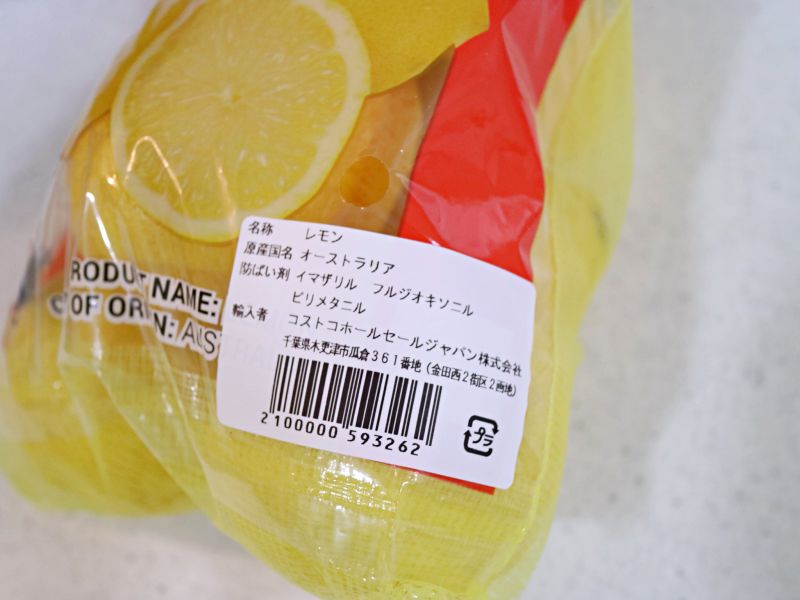 名称 レモン
原産国名 オーストラリア
防ばい剤 イマザリル フルジオキソニル
ピリメタニル
輸入者 コストコホールセールジャパン株式会社
千葉県木更津市瓜倉361番地(金田西2街区2画地)
2100000 593262
プラ
RODUCT NAME:
OF ORIGIN: AUSTRA